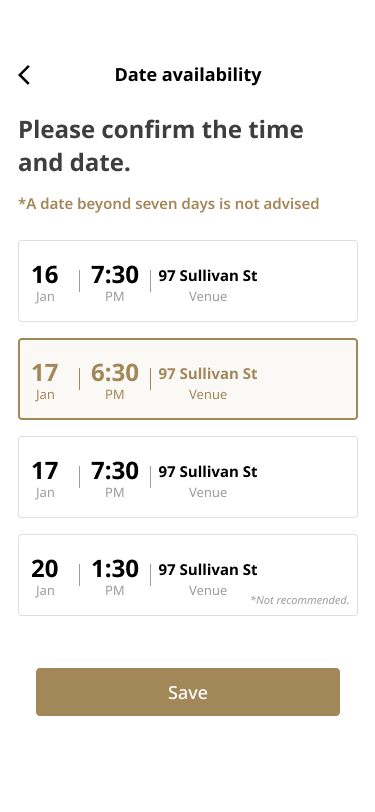 Date availability
Please confirm the time
and date.
*A date beyond seven days is not advised
16 7:30 97 Sullivan St
Jan PM Venue
17 6:30 97 Sullivan St
Jan PM Venue
17 7:30 97 Sullivan St
Jan PM Venue
20 1:30 97 Sullivan St
Jan PM Venue
*Not recommended.
Save